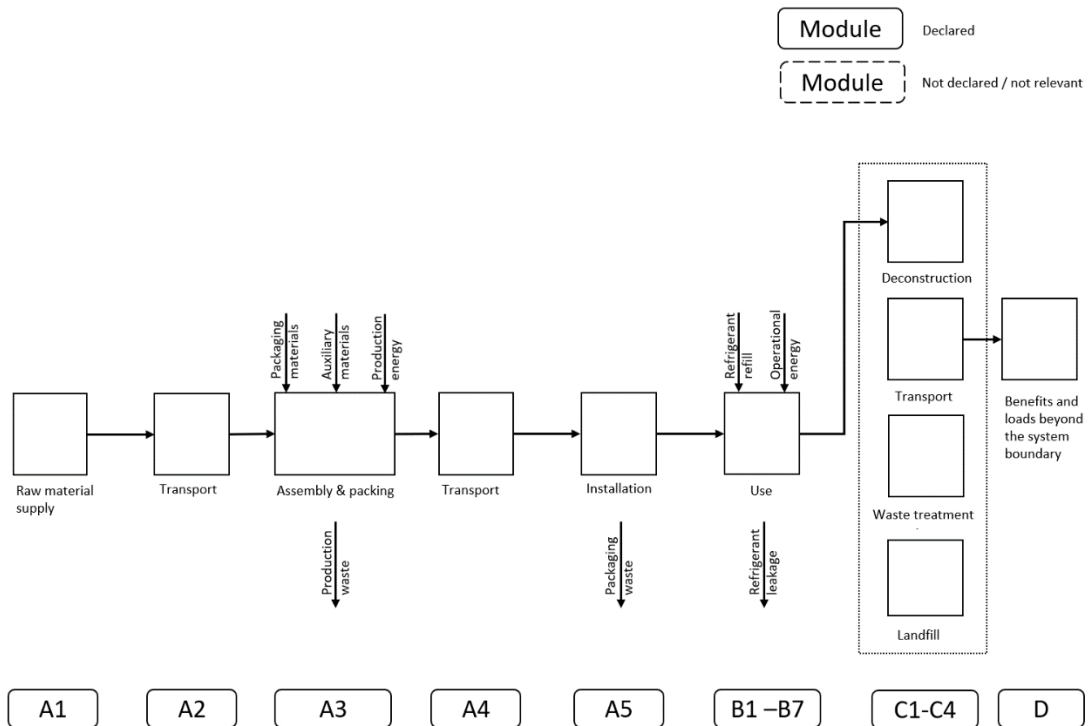 Module
Declared
Module
Not declared / not relevant
Deconstruction
Packaging
materials
Auxiliary
materials
Production
energy
Refrigerant
refill
Operational
energy
Transport
Benefits and
loads beyond
the system
boundary
Raw material
supply
Transport
Assembly & packing
Transport
Installation
Use
Waste treatment
Production
waste
Packaging
waste
Refrigerant
leakage
Landfill
A1
A2
A3
A4
A5
B1 –B7
C1-C4
D